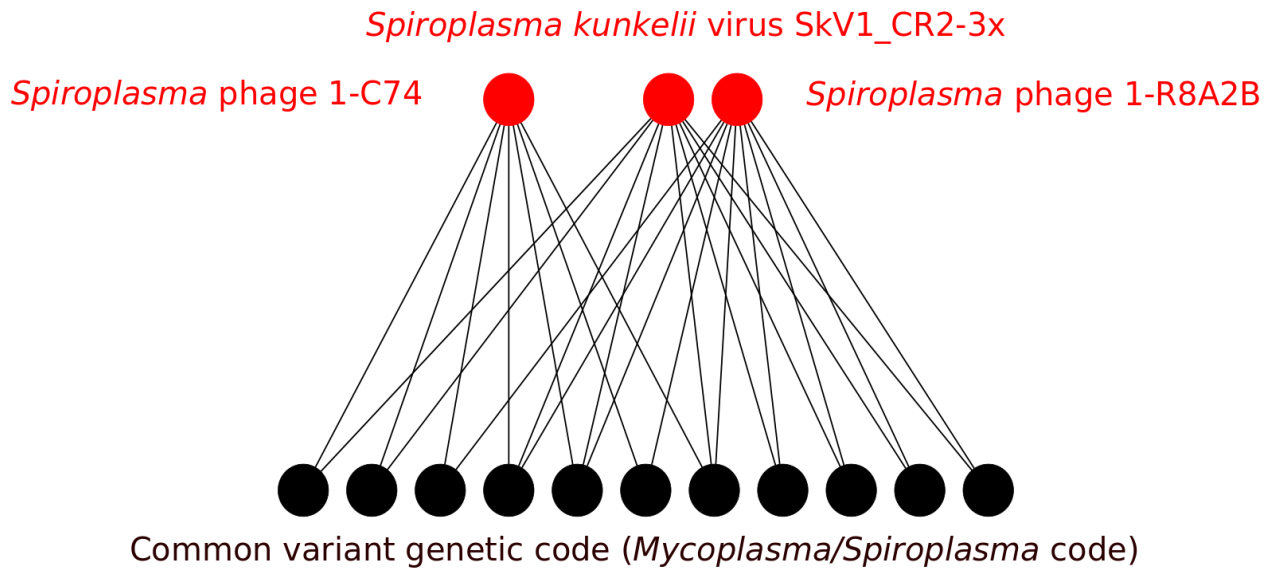 Spiroplasma kunkelii virus SkV1_CR2-3x
Spiroplasma phage 1-C74
Spiroplasma phage 1-R8A2B
Common variant genetic code (Mycoplasma/Spiroplasma code)